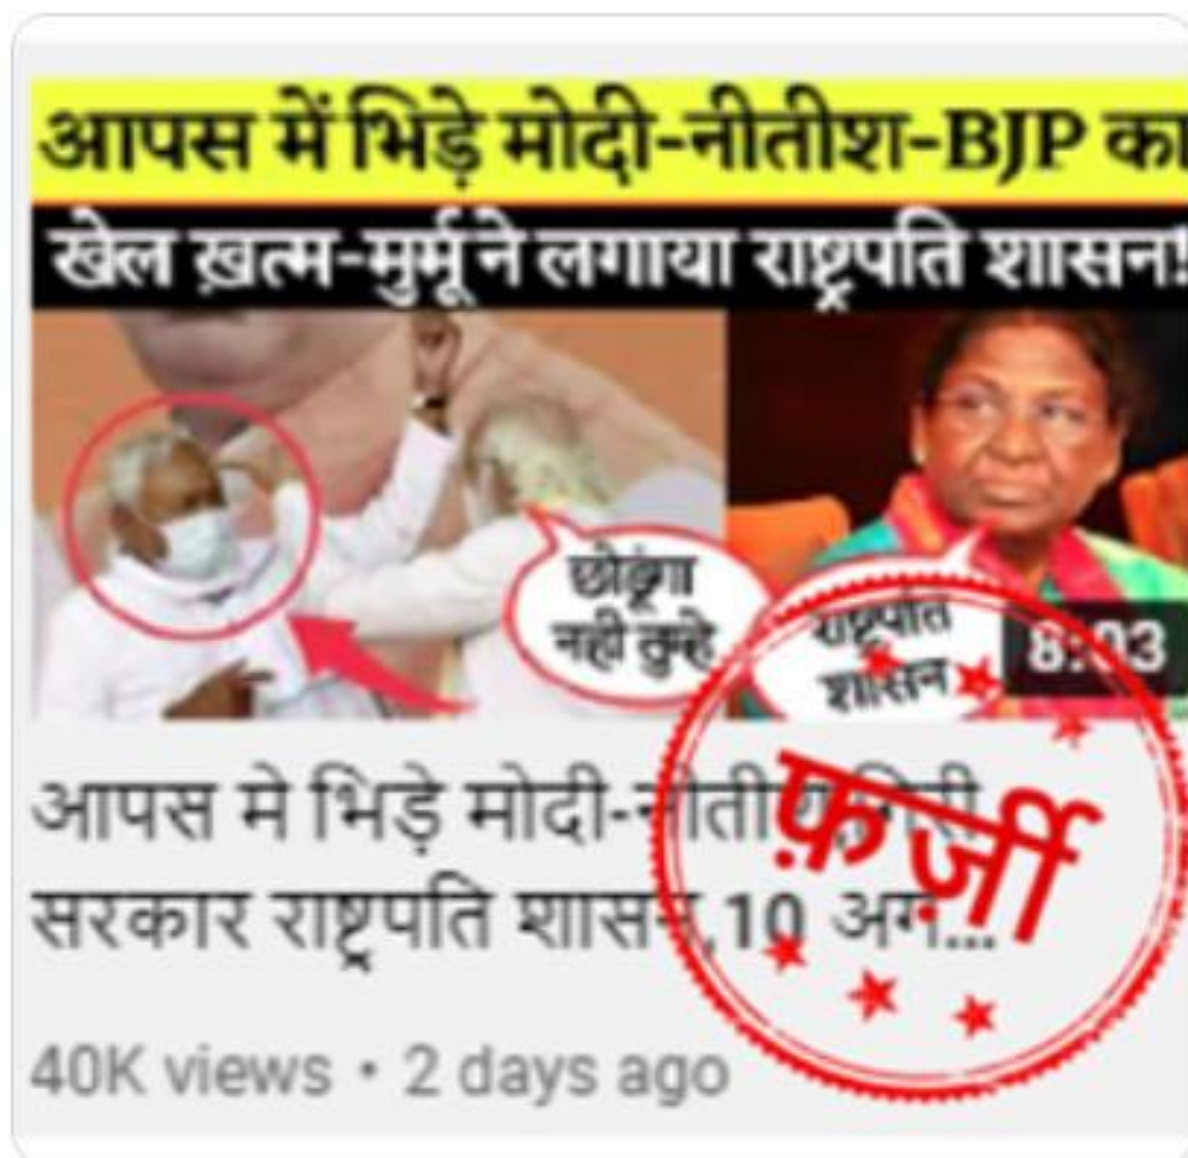 आपस में भिड़े मोदी-नीतीश-BJP का
खेल ख़त्म-मुर्मू ने लगाया राष्ट्रपति शासन!
छोडूंगा
नही तुम्हे
राष्ट्रपति
शासन
8:03
आपस मे भिड़े मोदी-नीतीश,गिरी
सरकार राष्ट्रपति शासन,10 अग...
फ़र्ज़ी
40K views • 2 days ago